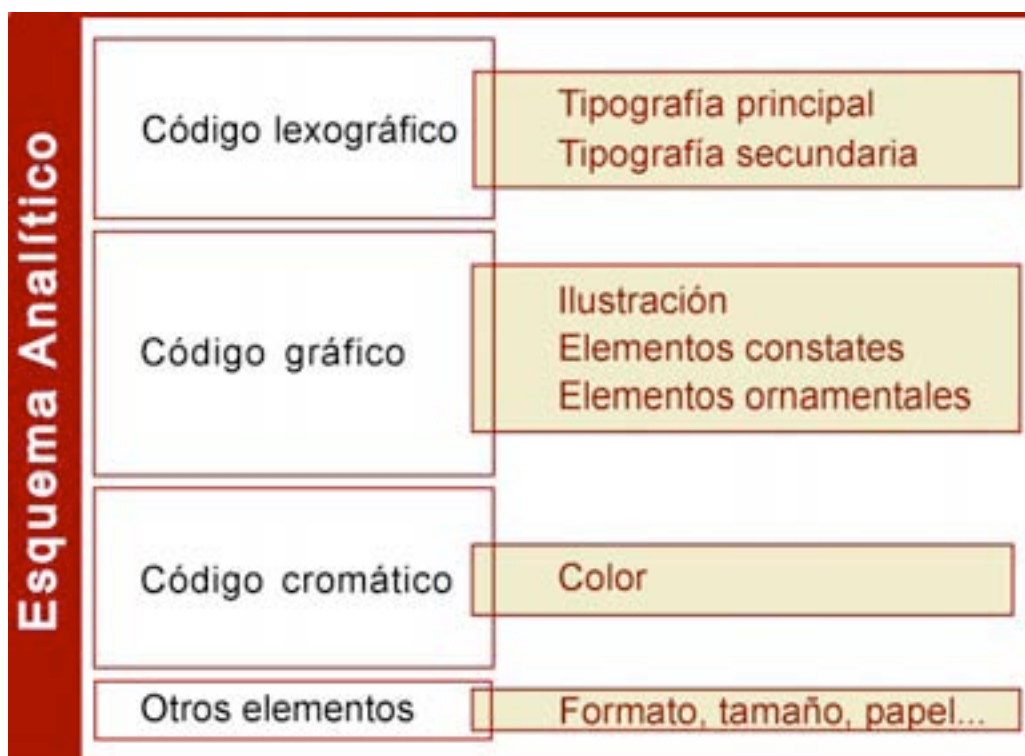 Esquema Analítico
Código lexográfico
Tipografía principal
Tipografía secundaria
Código gráfico
Ilustración
Elementos constates
Elementos ornamentales
Código cromático
Color
Otros elementos
Formato, tamaño, papel...